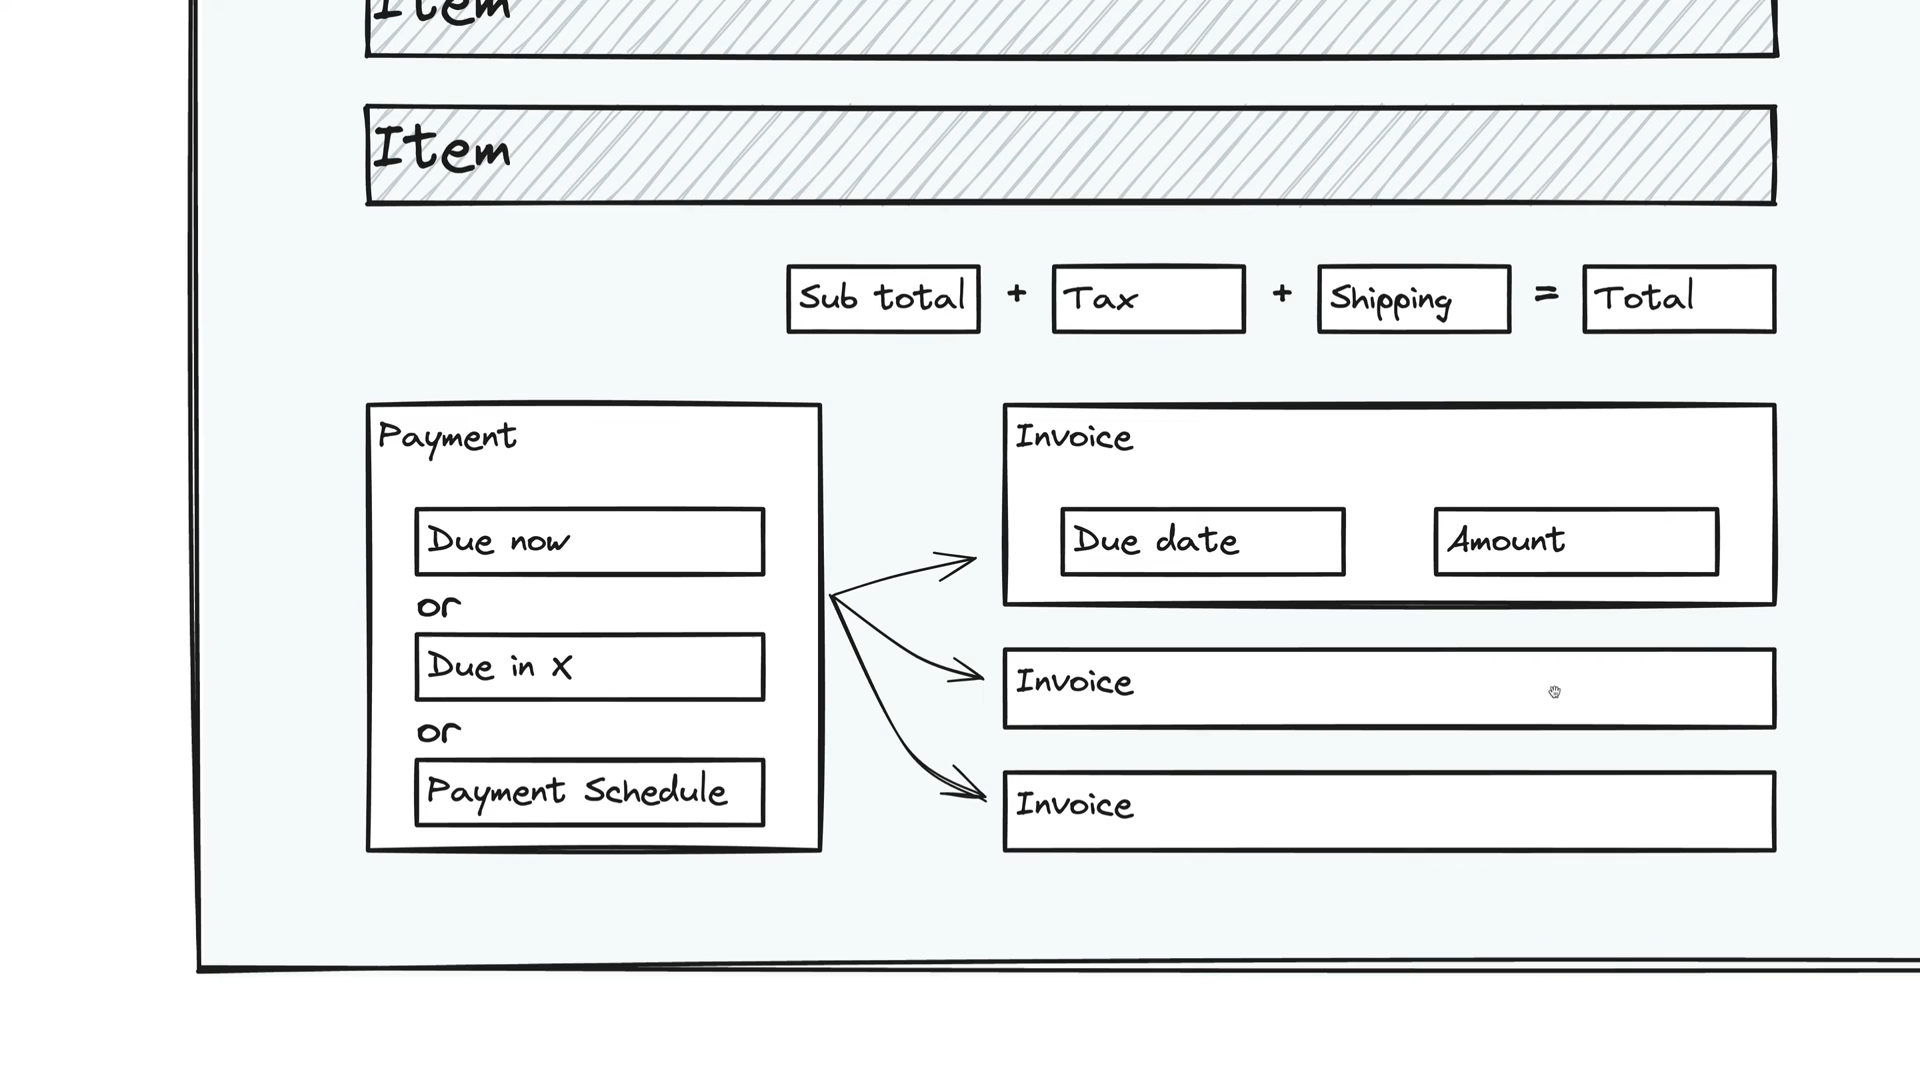 Item
Item
Sub total + Tax + Shipping = Total
Payment
Due now
or
Due in X
or
Payment Schedule
Invoice
Due date
Amount
Invoice
Invoice